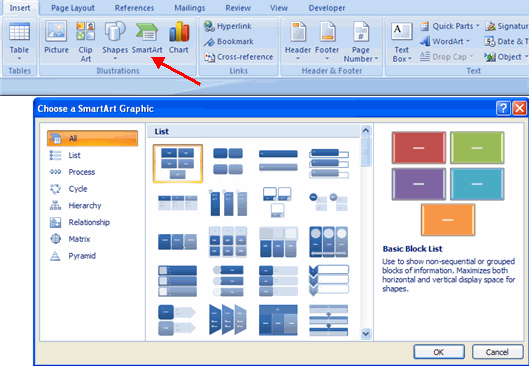 Insert Page Layout References Mailings Review View Developer
Table Picture Clip Art Shapes SmartArt Chart
Hyperlink
Bookmark
Cross-reference
Header Footer Page Number
Text Box
Quick Parts
WordArt
Drop Cap
Date & T
Object
Tables Illustrations Links Header & Footer Text
Choose a SmartArt Graphic
All
List
Process
Cycle
Hierarchy
Relationship
Matrix
Pyramid
List
Basic Block List
Use to show non-sequential or grouped
blocks of information. Maximizes both
horizontal and vertical display space for
shapes.
OK Cancel